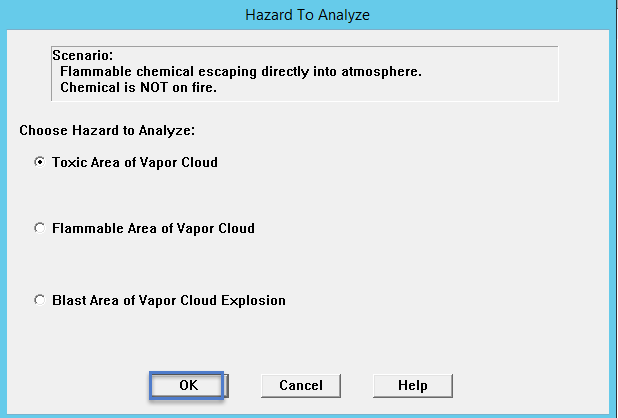 Hazard To Analyze
Scenario:
Flammable chemical escaping directly into atmosphere.
Chemical is NOT on fire.
Choose Hazard to Analyze:
Toxic Area of Vapor Cloud
Flammable Area of Vapor Cloud
Blast Area of Vapor Cloud Explosion
OK Cancel Help